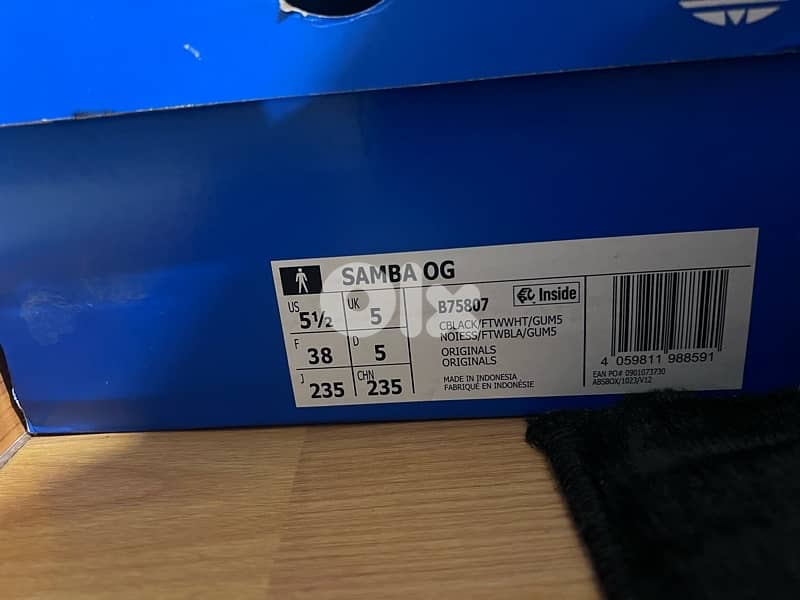 SAMBA OG
US 5½ UK 5
F 38 D 5
J 235 CHN 235
B75807
Inside
CBLACK/FTWWHT/GUM5
NOIESS/FTWBLA/GUM5
ORIGINALS
ORIGINALS
MADE IN INDONESIA
FABRIQUÉ EN INDONÉSIE
4 059811 988591
EAN PO# 0901073730
ABSBOX/1023/V12
OLX